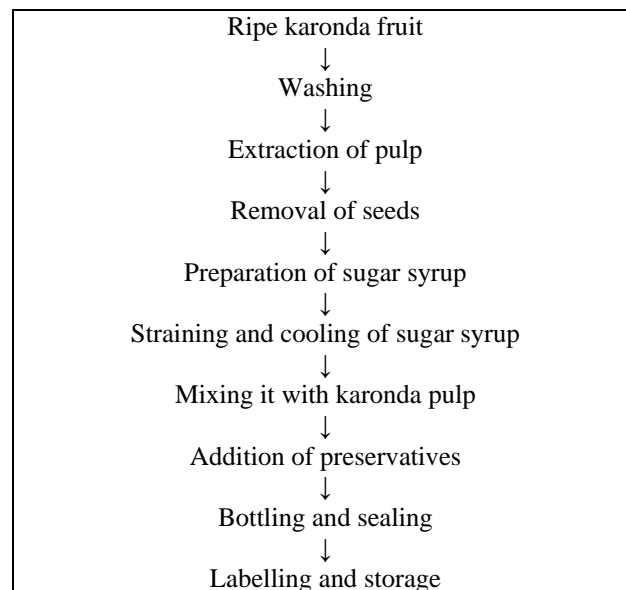 Ripe karonda fruit
↓
Washing
↓
Extraction of pulp
↓
Removal of seeds
↓
Preparation of sugar syrup
↓
Straining and cooling of sugar syrup
↓
Mixing it with karonda pulp
↓
Addition of preservatives
↓
Bottling and sealing
↓
Labelling and storage